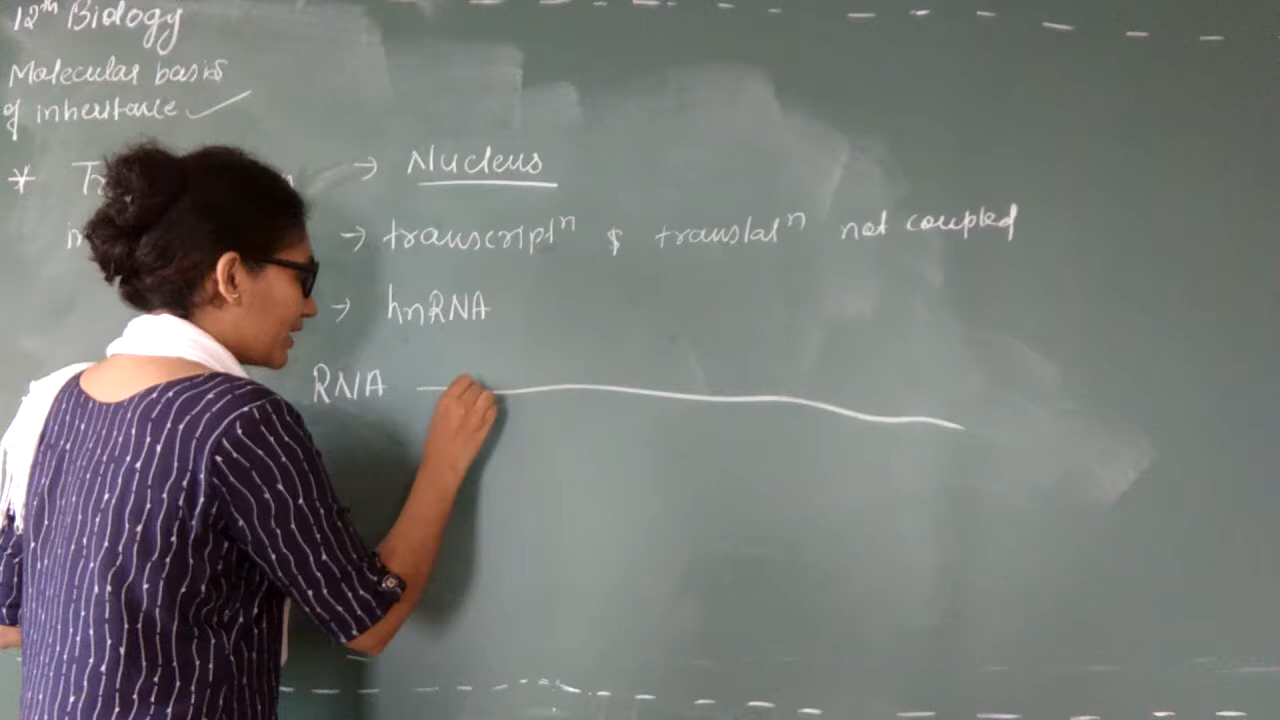 12th Biology
Molecular basis
of inheritance ✓
* → Nucleus
→ transcriptn $ translatn not coupled
→ hnRNA
RNA